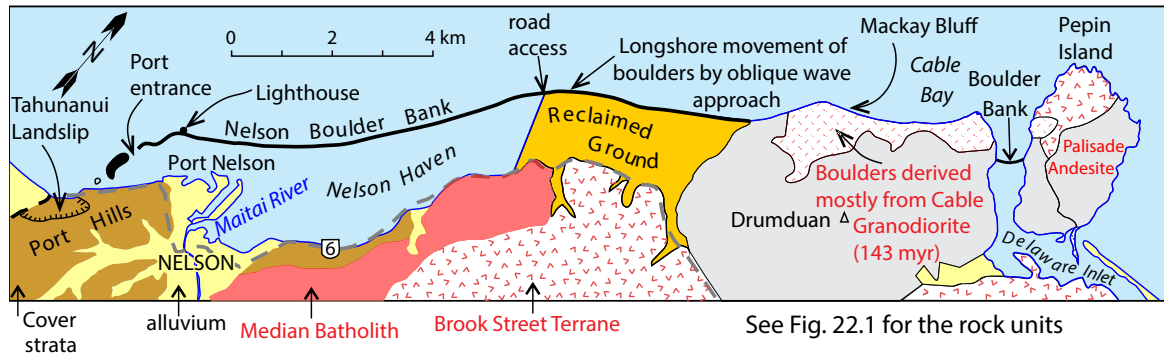 N
0 2 4 km
road
access
Longshore movement of
boulders by oblique wave
approach
Mackay Bluff
Cable
Bay
Boulder
Bank
Pepin
Island
Port
entrance
Tahunanui
Landslip
Lighthouse
Nelson Boulder Bank
Reclaimed
Ground
Palisade
Andesite
Port Nelson
Maitai River
Nelson Haven
Port Hills
Boulders derived
mostly from Cable
Granodiorite
(143 myr)
Drumduan
Delaware Inlet
6
NELSON
Cover
strata
alluvium
Median Batholith
Brook Street Terrane
See Fig. 22.1 for the rock units